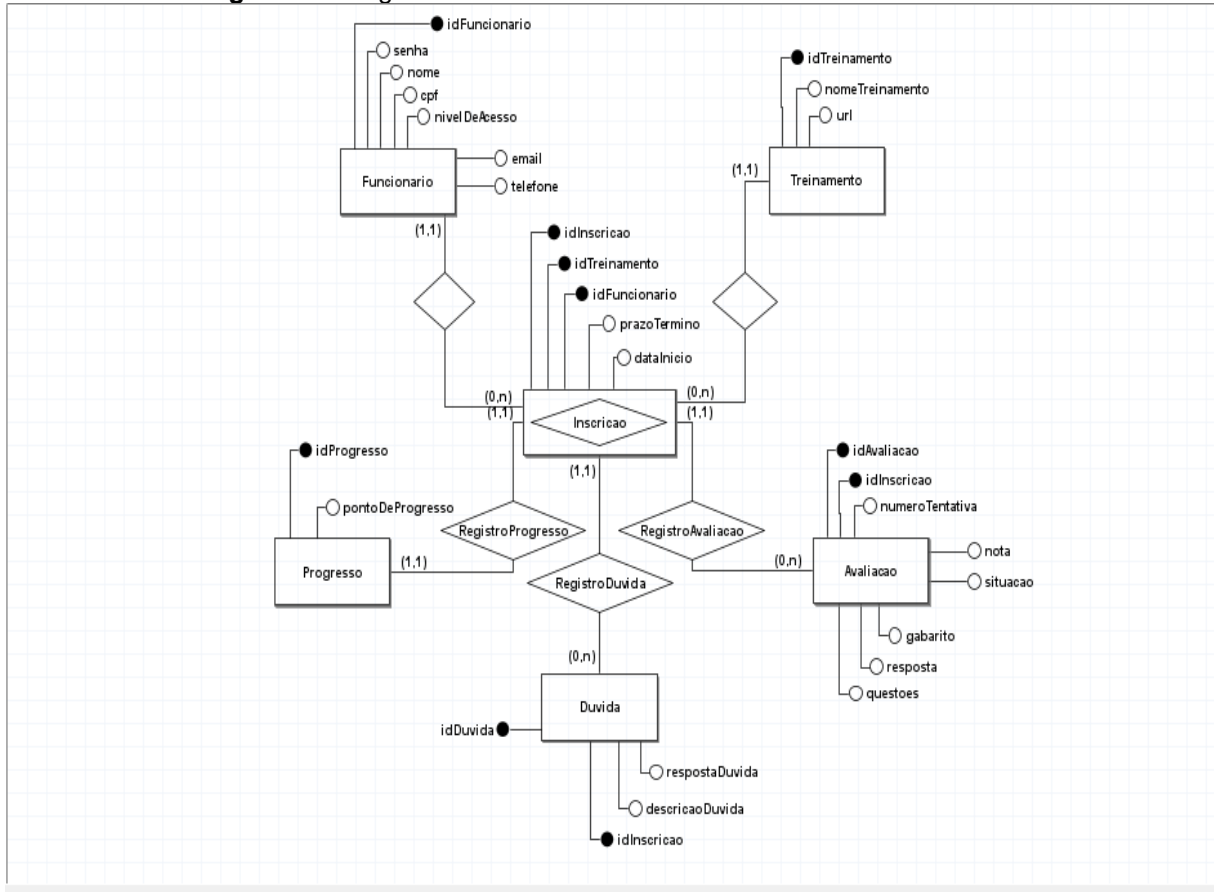 idFuncionario
senha
nome
cpf
nivelDeAcesso
email
telefone
Funcionario
(1,1)
idTreinamento
nomeTreinamento
url
Treinamento
(1,1)
idInscricao
idTreinamento
idFuncionario
prazoTermino
dataInicio
(0,n)
(1,1)
(0,n)
(1,1)
Inscricao
(1,1)
idProgresso
pontoDeProgresso
RegistroProgresso
Progresso
(1,1)
RegistroAvaliacao
idAvaliacao
idInscricao
numeroTentativa
(0,n)
Avaliacao
nota
situacao
gabarito
resposta
questoes
RegistroDuvida
(0,n)
Duvida
idDuvida
respostaDuvida
descricaoDuvida
idInscricao